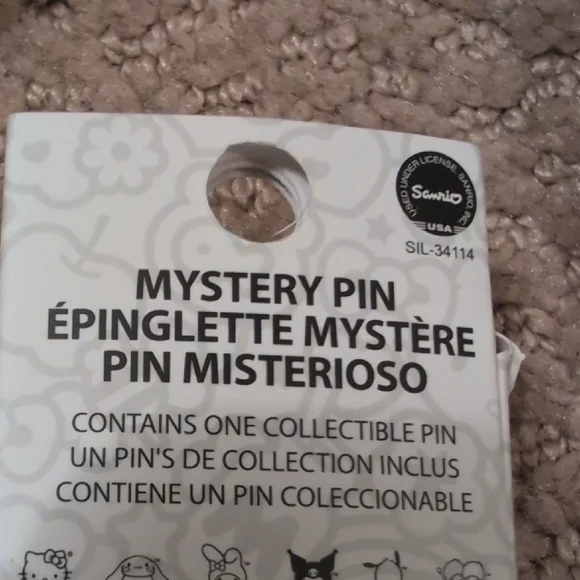 USED UNDER LICENSE, SANRIO, INC.
Sanrio
USA
SIL-34114
MYSTERY PIN
ÉPINGLETTE MYSTÈRE
PIN MISTERIOSO
CONTAINS ONE COLLECTIBLE PIN
UN PIN'S DE COLLECTION INCLUS
CONTIENE UN PIN COLECCIONABLE